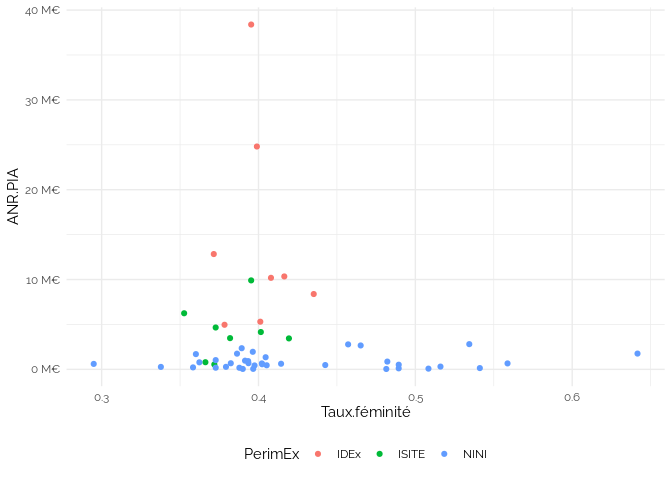 40 M€
30 M€
20 M€
10 M€
0 M€
ANR.PIA
0.3
0.4
0.5
0.6
Taux.féminité
PerimEx
IDEx
ISITE
NINI